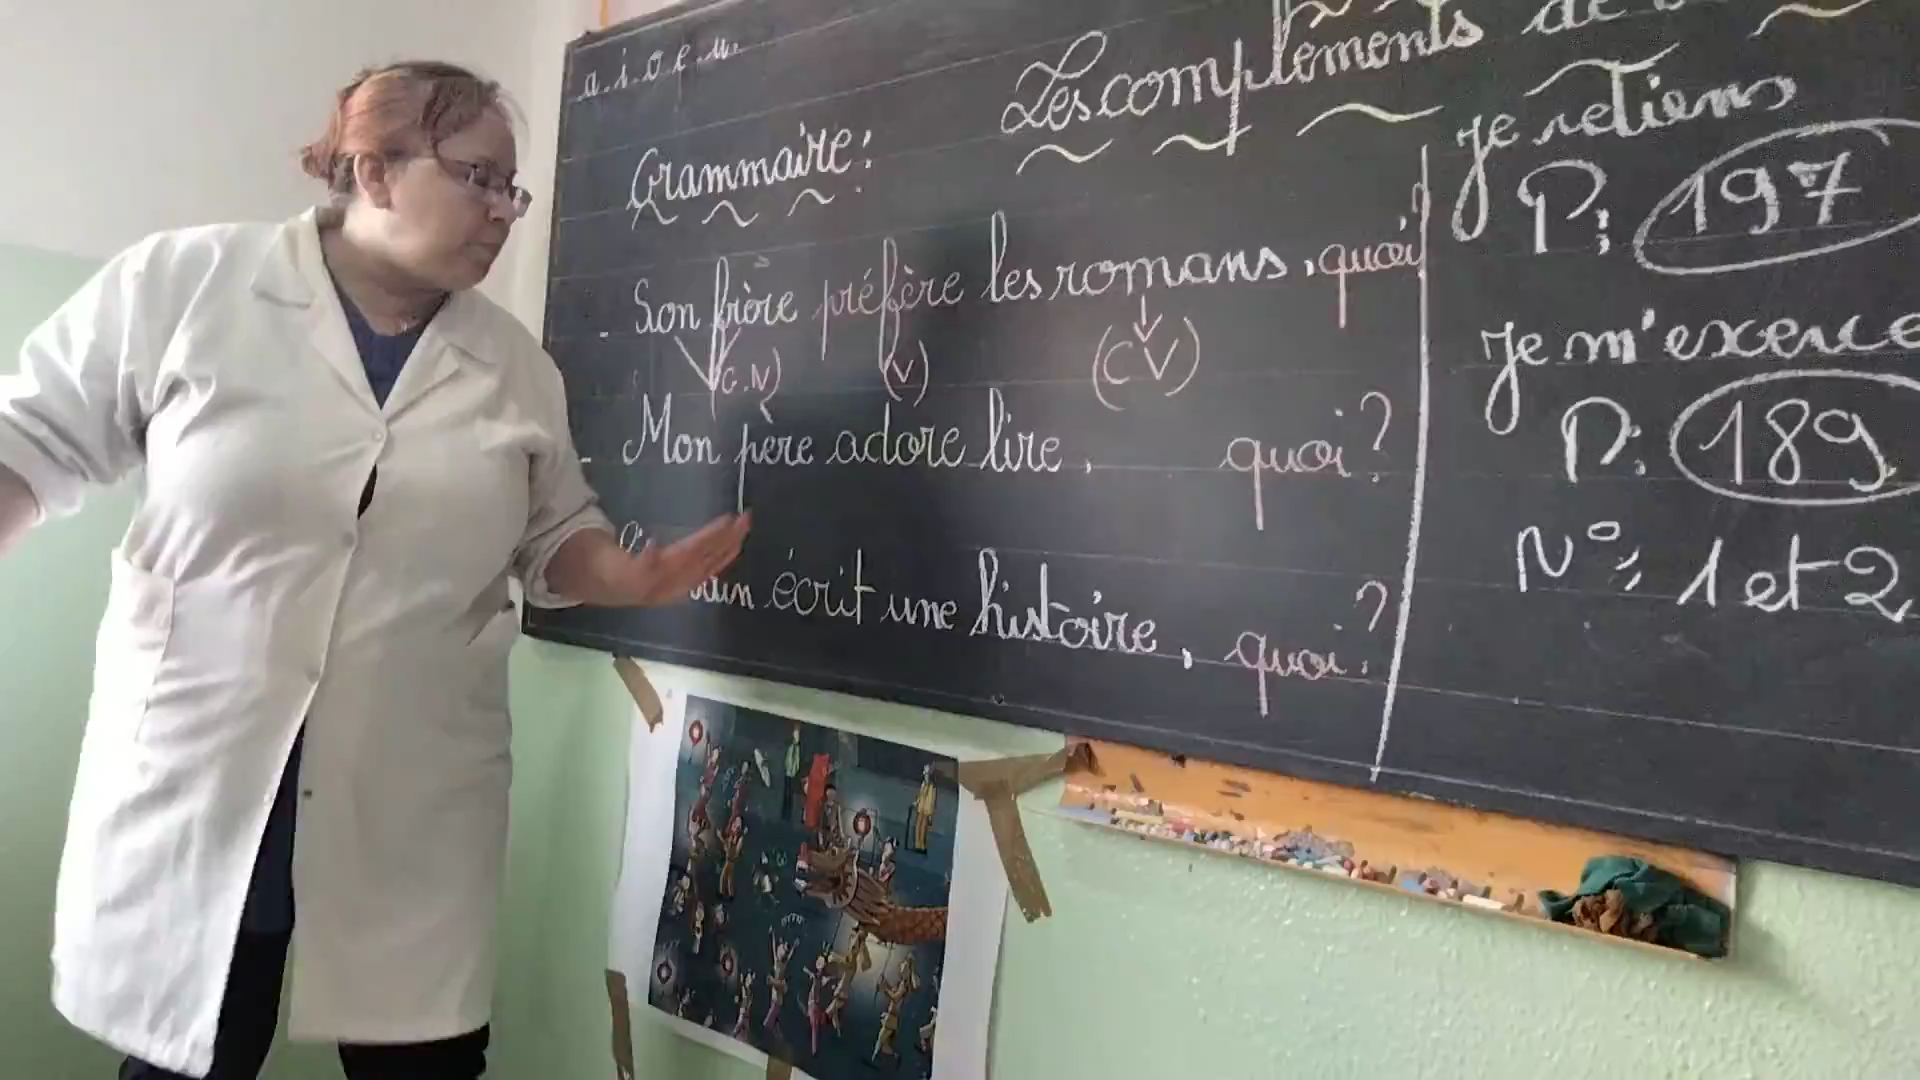 a.i.o.e.u.
Les compléments de
Grammaire:
- Son frère préfère les romans, quoi?
(G.N) (V) (CV)
- Mon père adore lire, quoi?
écrit une histoire, quoi?
Je retiens
P: 197
Je m'exerce
P: 189
N°: 1 et 2